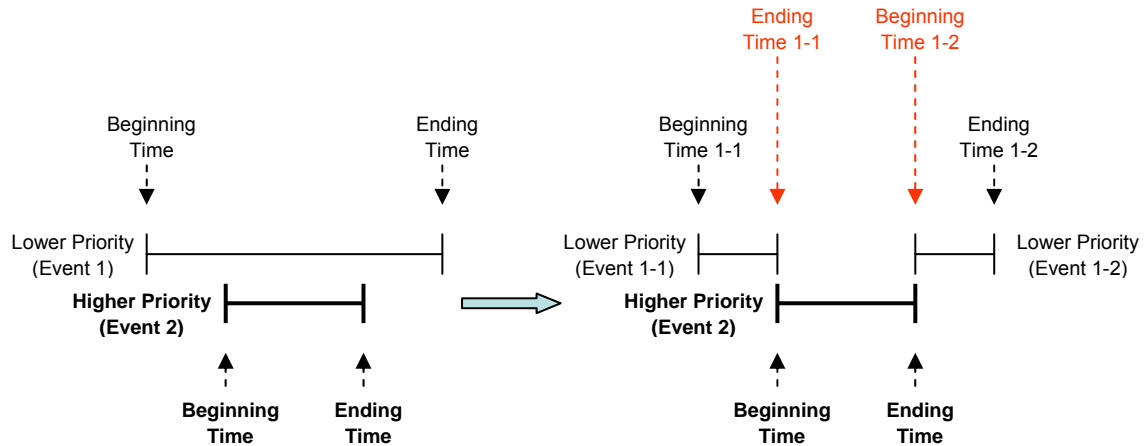 Ending
Time 1-1
Beginning
Time 1-2
Beginning
Time
Ending
Time
Beginning
Time 1-1
Ending
Time 1-2
Lower Priority
(Event 1)
Higher Priority
(Event 2)
Lower Priority
(Event 1-1)
Lower Priority
(Event 1-2)
Higher Priority
(Event 2)
Beginning
Time
Ending
Time
Beginning
Time
Ending
Time